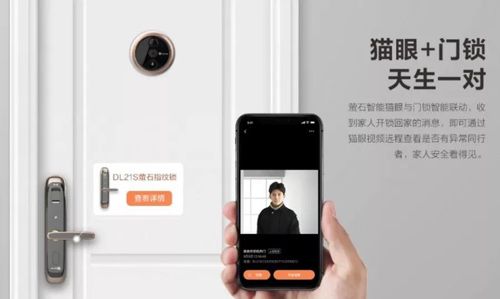 猫眼+门锁
天生一对
萤石智能猫眼与门锁智能联动，收
到家人开锁回家的消息，即可通过
猫眼视频远程查看是否有异常同行
者，家人安全看得见。
DL21S萤石指纹锁
查看详情